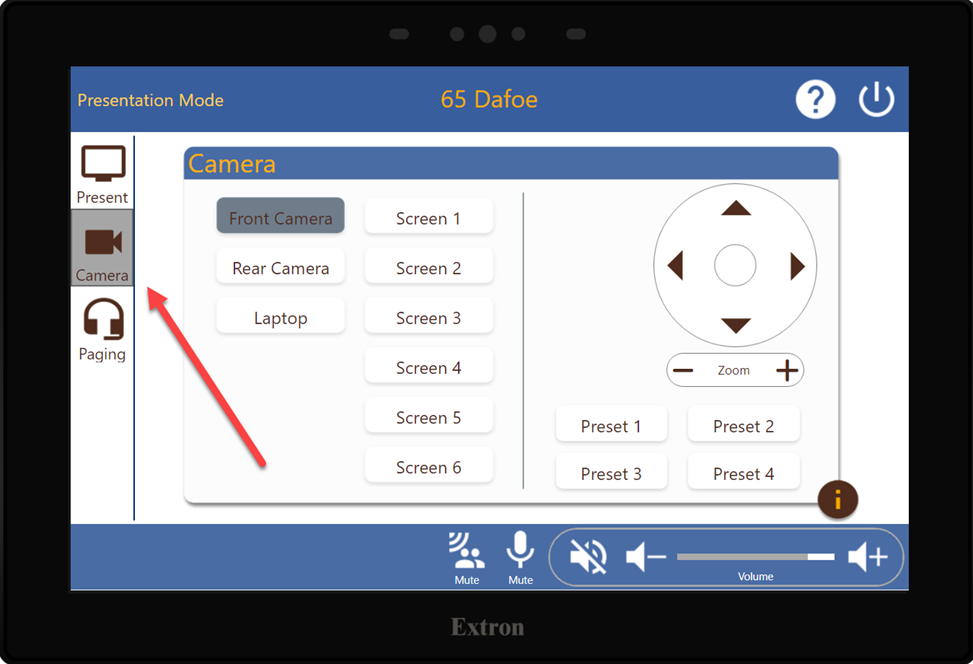 Presentation Mode
65 Dafoe
?
Present
Camera
Paging
Camera
Front Camera
Rear Camera
Laptop
Screen 1
Screen 2
Screen 3
Screen 4
Screen 5
Screen 6
Zoom
Preset 1
Preset 2
Preset 3
Preset 4
i
Mute
Mute
Volume
Extron